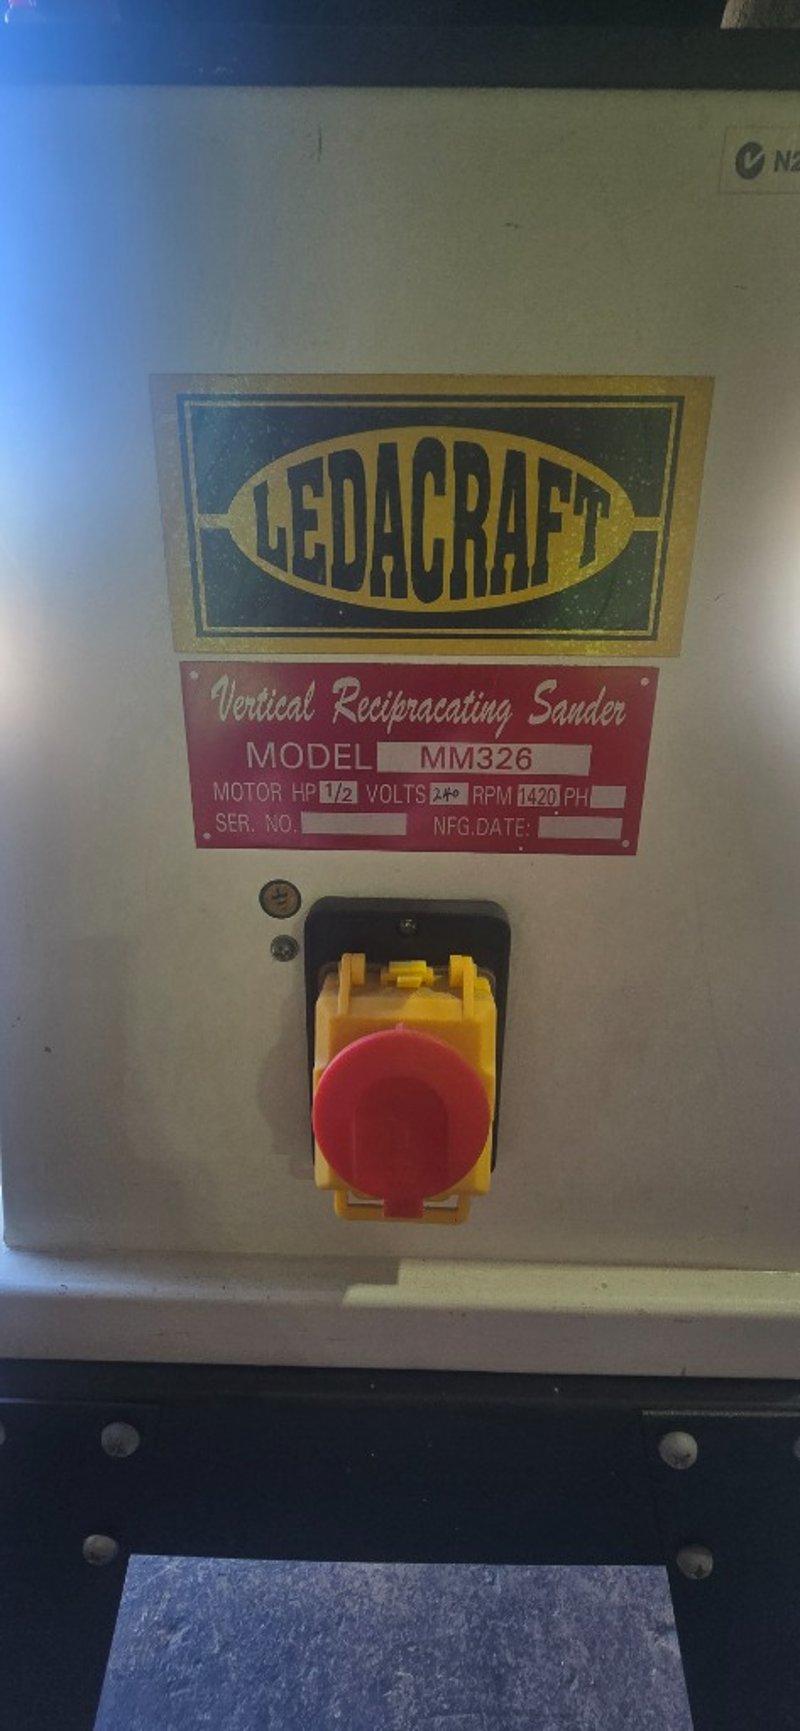 N2
LEDACRAFT
Vertical Recipracating Sander
MODEL MM326
MOTOR HP 1/2 VOLTS 240 RPM 1420 PH
SER. NO. NFG.DATE: